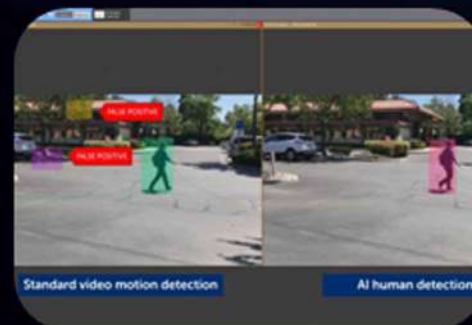 FALSE POSITIVE
FALSE POSITIVE
Standard video motion detection
AI human detection